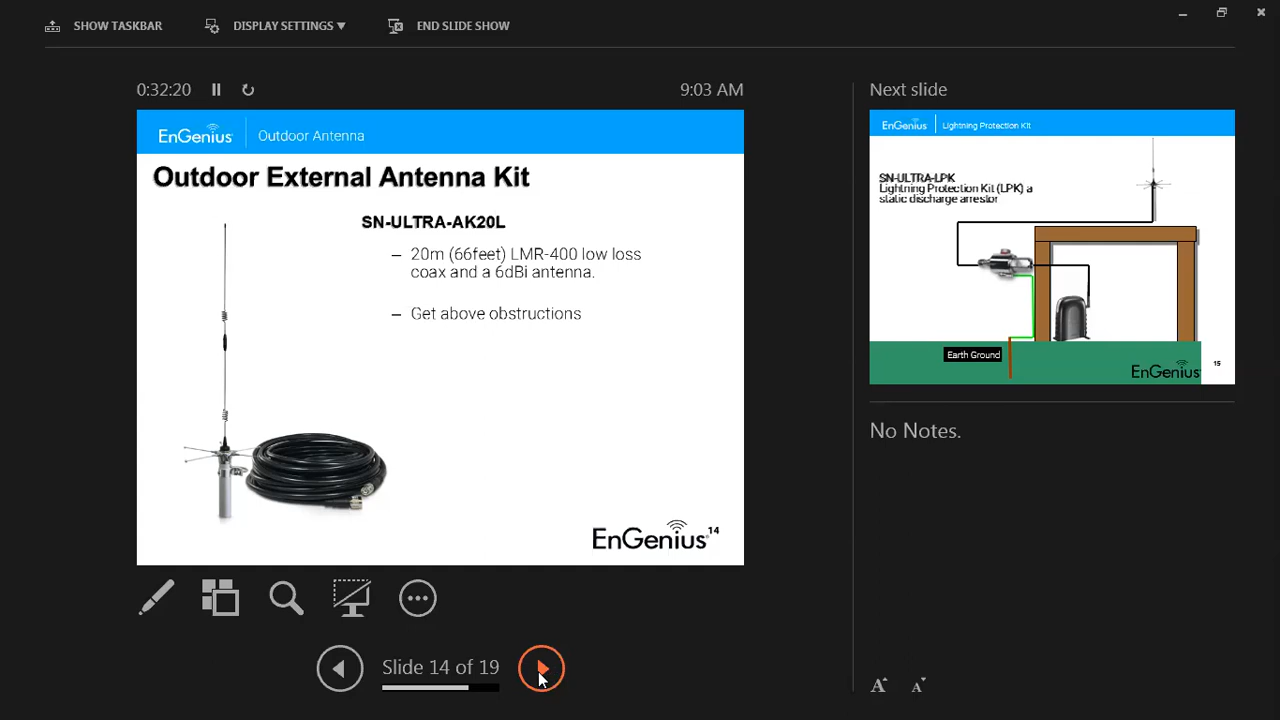 SHOW TASKBAR
DISPLAY SETTINGS
END SLIDE SHOW
0:32:20
9:03 AM
EnGenius
Outdoor Antenna
Outdoor External Antenna Kit
SN-ULTRA-AK20L
– 20m (66feet) LMR-400 low loss
coax and a 6dBi antenna.
– Get above obstructions
EnGenius 14
Slide 14 of 19
Next slide
EnGenius
Lightning Protection Kit
SN-ULTRA-LPK
Lightning Protection Kit (LPK) a
static discharge arrestor
Earth Ground
EnGenius 15
No Notes.
A A